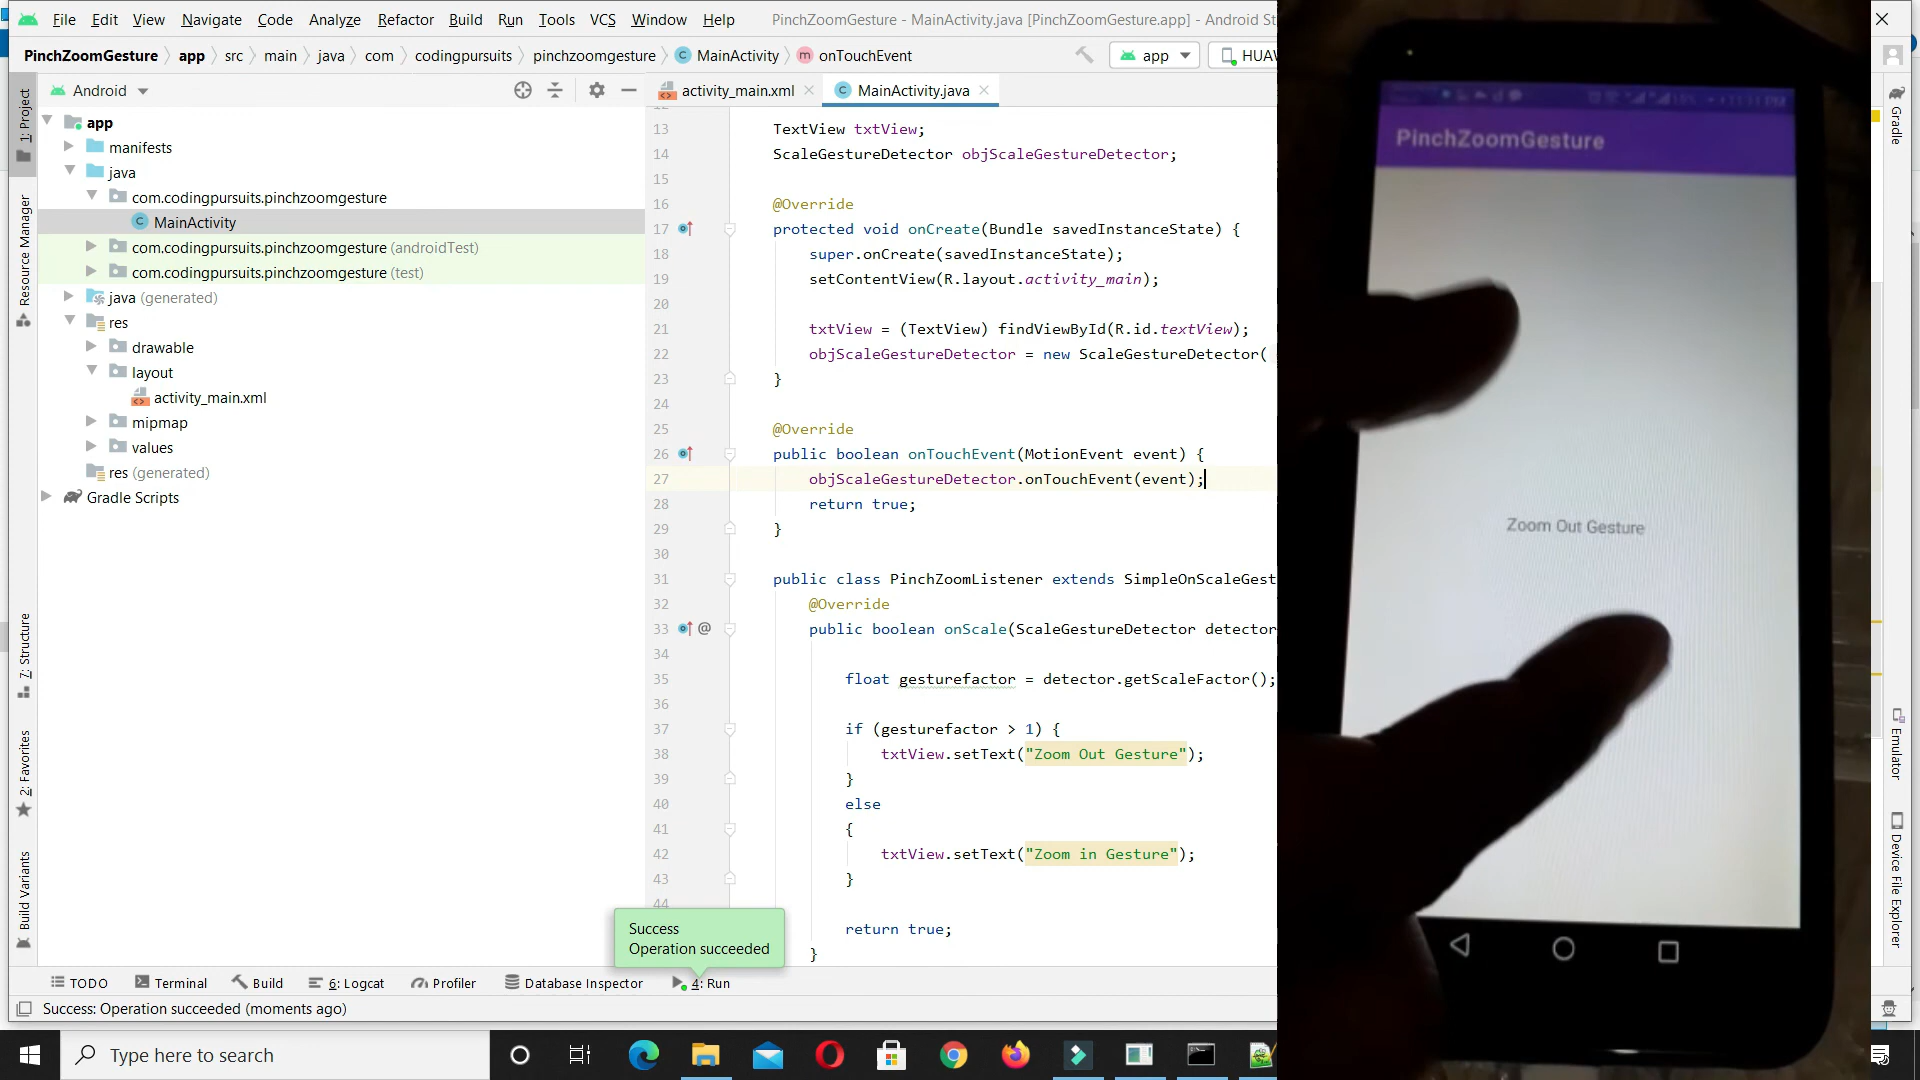 File Edit View Navigate Code Analyze Refactor Build Run Tools VCS Window Help PinchZoomGesture - MainActivity.java [PinchZoomGesture.app] - Android St
PinchZoomGesture app src main java com codingpursuits pinchzoomgesture MainActivity onTouchEvent app HUAW
Android
activity_main.xml MainActivity.java
1: Project
Resource Manager
7: Structure
2: Favorites
Build Variants
app
manifests
java
com.codingpursuits.pinchzoomgesture
MainActivity
com.codingpursuits.pinchzoomgesture (androidTest)
com.codingpursuits.pinchzoomgesture (test)
java (generated)
res
drawable
layout
activity_main.xml
mipmap
values
res (generated)
Gradle Scripts
13 TextView txtView;
14 ScaleGestureDetector objScaleGestureDetector;
15
16 @Override
17 protected void onCreate(Bundle savedInstanceState) {
18 super.onCreate(savedInstanceState);
19 setContentView(R.layout.activity_main);
20
21 txtView = (TextView) findViewById(R.id.textView);
22 objScaleGestureDetector = new ScaleGestureDetector(
23 }
24
25 @Override
26 public boolean onTouchEvent(MotionEvent event) {
27 objScaleGestureDetector.onTouchEvent(event);
28 return true;
29 }
30
31 public class PinchZoomListener extends SimpleOnScaleGest
32 @Override
33 @ public boolean onScale(ScaleGestureDetector detector
34
35 float gesturefactor = detector.getScaleFactor();
36
37 if (gesturefactor > 1) {
38 txtView.setText("Zoom Out Gesture");
39 }
40 else
41 {
42 txtView.setText("Zoom in Gesture");
43 }
44
return true;
}
Success
Operation succeeded
PinchZoomGesture
Zoom Out Gesture
Gradle
Emulator
Device File Explorer
TODO Terminal Build 6: Logcat Profiler Database Inspector 4: Run
Success: Operation succeeded (moments ago)
Type here to search